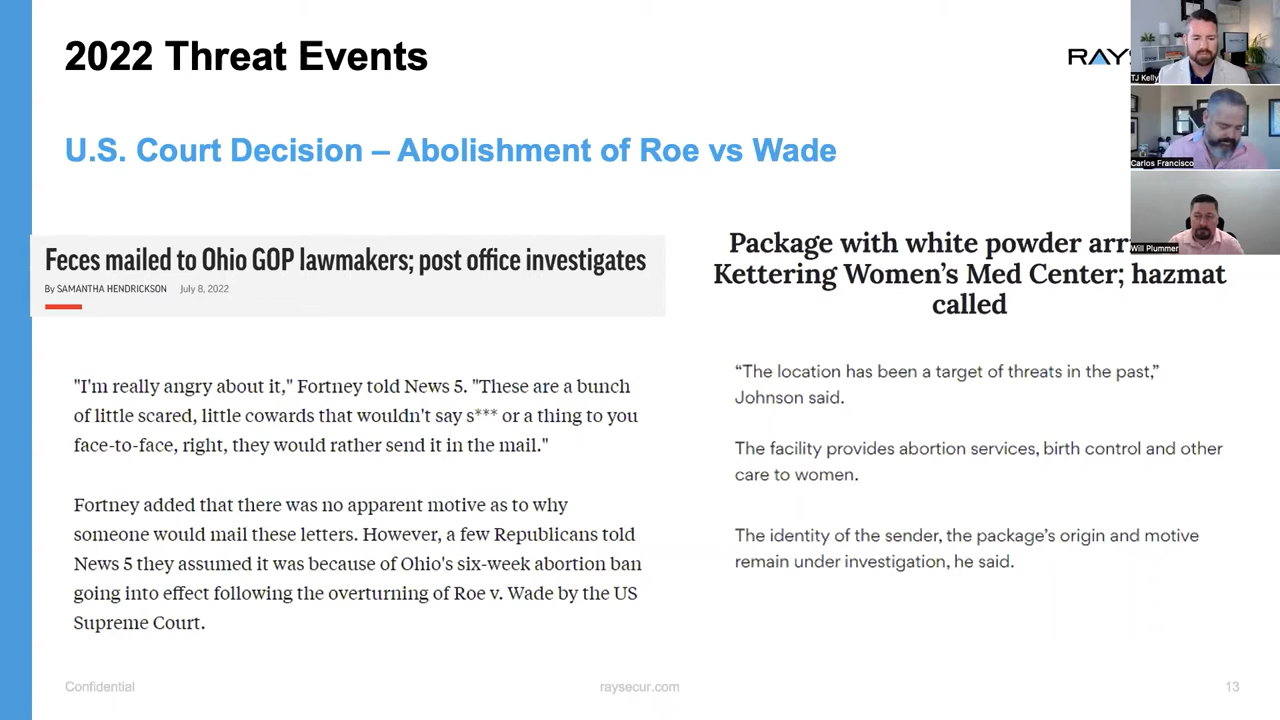 2022 Threat Events
RAYS
TJ Kelly
U.S. Court Decision – Abolishment of Roe vs Wade
Carlos Francisco
Will Plummer
Feces mailed to Ohio GOP lawmakers; post office investigates
By SAMANTHA HENDRICKSON July 8, 2022
"I'm really angry about it," Fortney told News 5. "These are a bunch
of little scared, little cowards that wouldn't say s*** or a thing to you
face-to-face, right, they would rather send it in the mail."
Fortney added that there was no apparent motive as to why
someone would mail these letters. However, a few Republicans told
News 5 they assumed it was because of Ohio's six-week abortion ban
going into effect following the overturning of Roe v. Wade by the US
Supreme Court.
Package with white powder arr
Kettering Women's Med Center; hazmat
called
“The location has been a target of threats in the past,”
Johnson said.
The facility provides abortion services, birth control and other
care to women.
The identity of the sender, the package’s origin and motive
remain under investigation, he said.
Confidential
raysecur.com
13